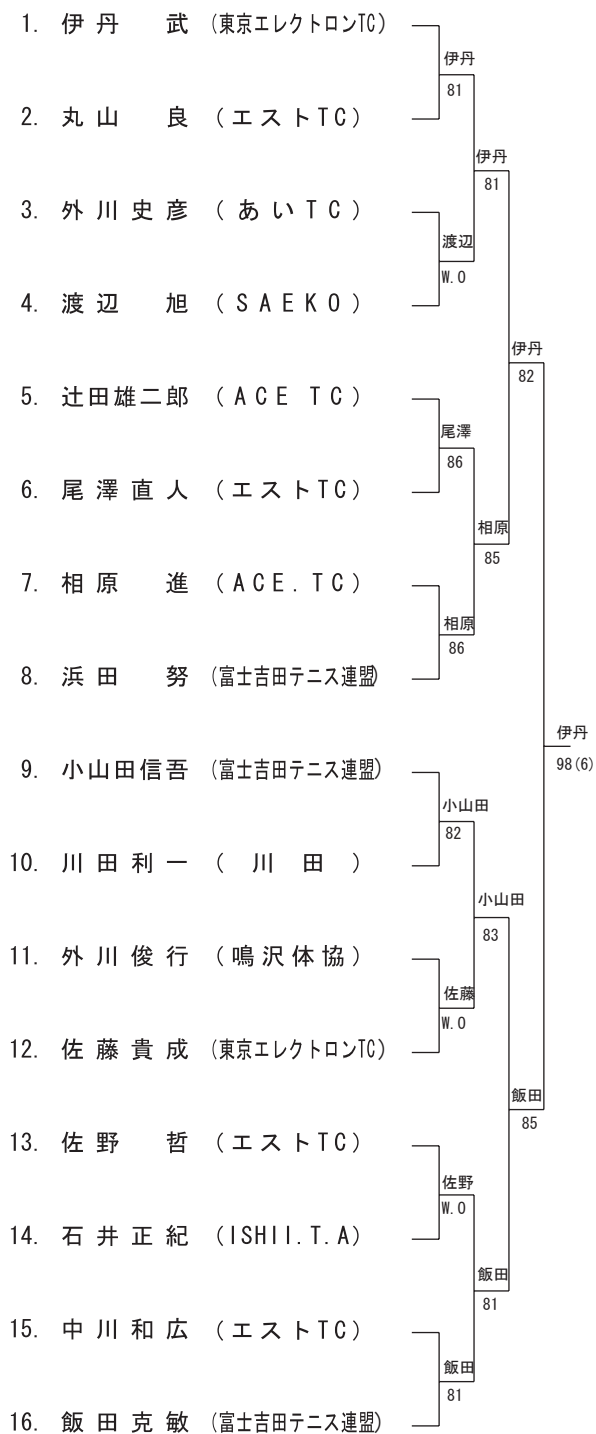 1. 伊丹 武 (東京エレクトロンTC)
伊丹
81
2. 丸山 良 (エストTC)
伊丹
81
3. 外川史彦 (あいTC)
渡辺
W.O
4. 渡辺 旭 (SAEKO)
伊丹
82
5. 辻田雄二郎 (ACE TC)
尾澤
86
6. 尾澤直人 (エストTC)
相原
85
7. 相原 進 (ACE.TC)
相原
86
8. 浜田 努 (富士吉田テニス連盟)
伊丹
98(6)
9. 小山田信吾 (富士吉田テニス連盟)
小山田
82
10. 川田利一 (川田)
小山田
83
11. 外川俊行 (鳴沢体協)
佐藤
W.O
12. 佐藤貴成 (東京エレクトロンTC)
飯田
85
13. 佐野 哲 (エストTC)
佐野
W.O
14. 石井正紀 (ISHII.T.A)
飯田
81
15. 中川和広 (エストTC)
飯田
81
16. 飯田克敏 (富士吉田テニス連盟)